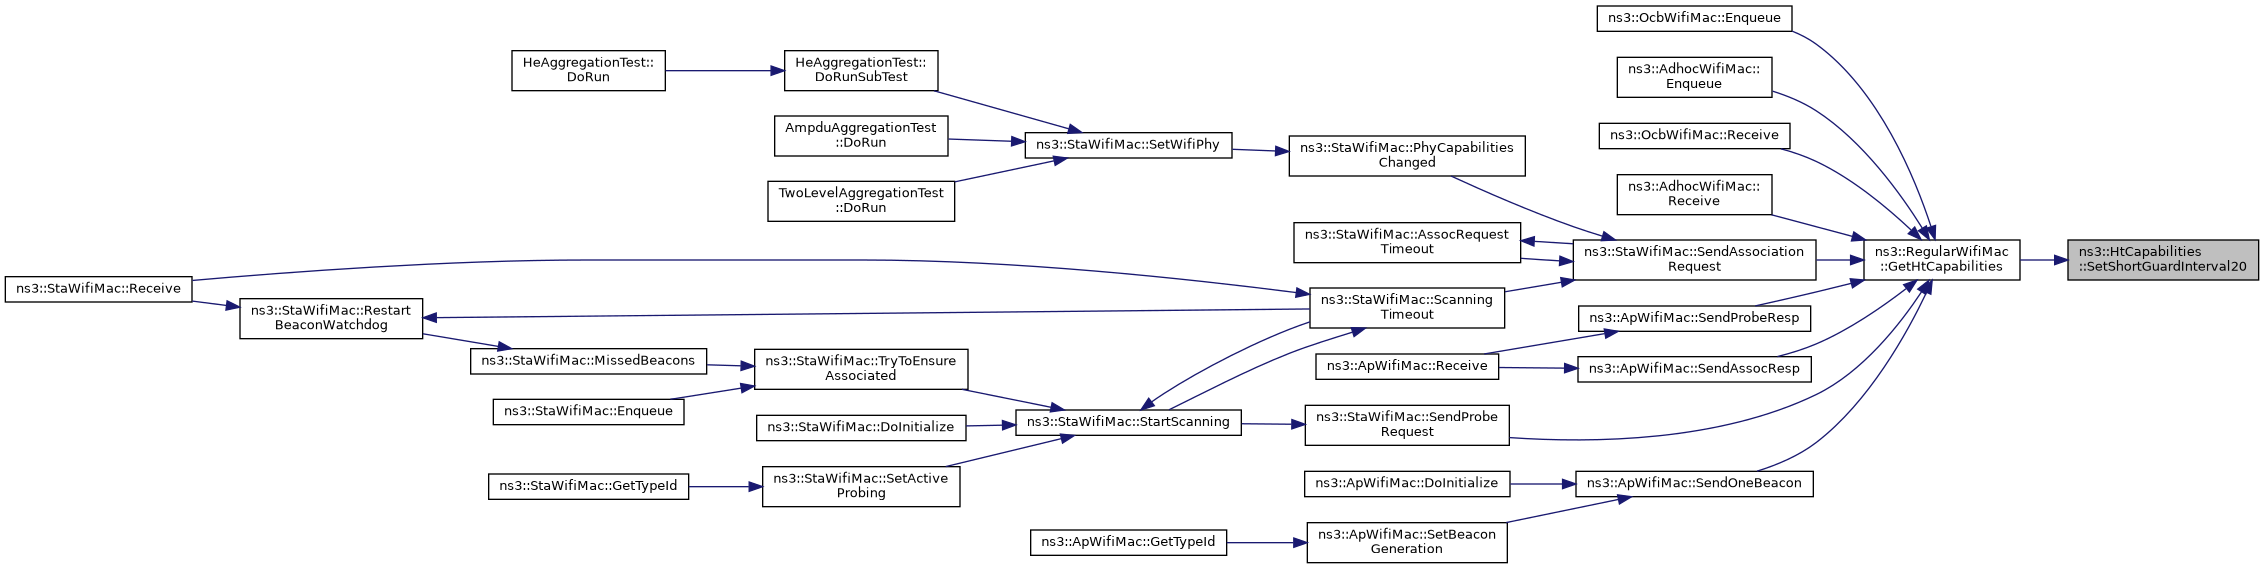 ns3::OcbWifiMac::Enqueue
HeAggregationTest::
DoRun
HeAggregationTest::
DoRunSubTest
ns3::AdhocWifiMac::
Enqueue
AmpduAggregationTest
::DoRun
ns3::StaWifiMac::SetWifiPhy
ns3::StaWifiMac::PhyCapabilities
Changed
ns3::OcbWifiMac::Receive
TwoLevelAggregationTest
::DoRun
ns3::AdhocWifiMac::
Receive
ns3::StaWifiMac::AssocRequest
Timeout
ns3::StaWifiMac::SendAssociation
Request
ns3::RegularWifiMac
::GetHtCapabilities
ns3::HtCapabilities
::SetShortGuardInterval20
ns3::StaWifiMac::Receive
ns3::StaWifiMac::Restart
BeaconWatchdog
ns3::StaWifiMac::Scanning
Timeout
ns3::ApWifiMac::SendProbeResp
ns3::StaWifiMac::MissedBeacons
ns3::StaWifiMac::TryToEnsure
Associated
ns3::ApWifiMac::Receive
ns3::ApWifiMac::SendAssocResp
ns3::StaWifiMac::Enqueue
ns3::StaWifiMac::DoInitialize
ns3::StaWifiMac::StartScanning
ns3::StaWifiMac::SendProbe
Request
ns3::StaWifiMac::GetTypeId
ns3::StaWifiMac::SetActive
Probing
ns3::ApWifiMac::DoInitialize
ns3::ApWifiMac::SendOneBeacon
ns3::ApWifiMac::GetTypeId
ns3::ApWifiMac::SetBeacon
Generation